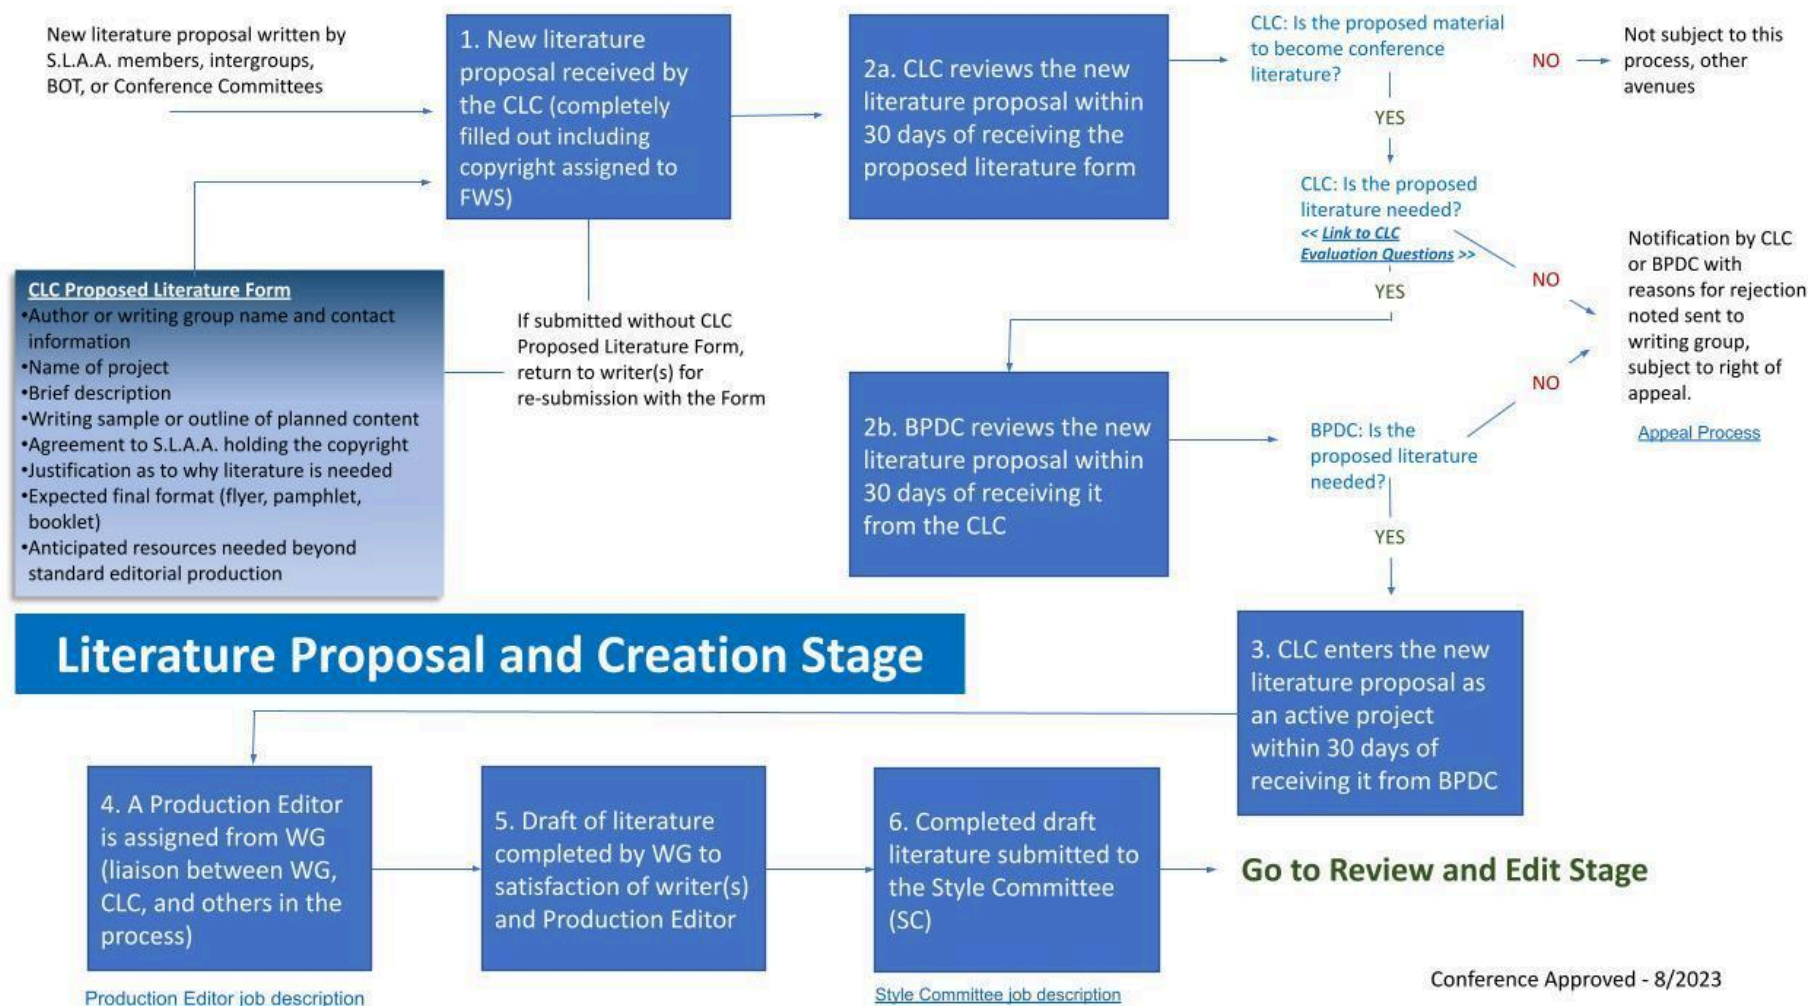 New literature proposal written by
S.L.A.A. members, intergroups,
BOT, or Conference Committees
1. New literature
proposal received by
the CLC (completely
filled out including
copyright assigned to
FWS)
2a. CLC reviews the new
literature proposal within
30 days of receiving the
proposed literature form
CLC: Is the proposed material
to become conference
literature?
NO
Not subject to this
process, other
avenues
YES
CLC: Is the proposed
literature needed?
<< Link to CLC
Evaluation Questions >>
NO
YES
Notification by CLC
or BPDC with
reasons for rejection
noted sent to
writing group,
subject to right of
appeal.
Appeal Process
CLC Proposed Literature Form
•Author or writing group name and contact
information
•Name of project
•Brief description
•Writing sample or outline of planned content
•Agreement to S.L.A.A. holding the copyright
•Justification as to why literature is needed
•Expected final format (flyer, pamphlet,
booklet)
•Anticipated resources needed beyond
standard editorial production
If submitted without CLC
Proposed Literature Form,
return to writer(s) for
re-submission with the Form
2b. BPDC reviews the new
literature proposal within
30 days of receiving it
from the CLC
BPDC: Is the
proposed literature
needed?
NO
YES
Literature Proposal and Creation Stage
3. CLC enters the new
literature proposal as
an active project
within 30 days of
receiving it from BPDC
4. A Production Editor
is assigned from WG
(liaison between WG,
CLC, and others in the
process)
Production Editor job description
5. Draft of literature
completed by WG to
satisfaction of writer(s)
and Production Editor
6. Completed draft
literature submitted to
the Style Committee
(SC)
Style Committee job description
Go to Review and Edit Stage
Conference Approved - 8/2023